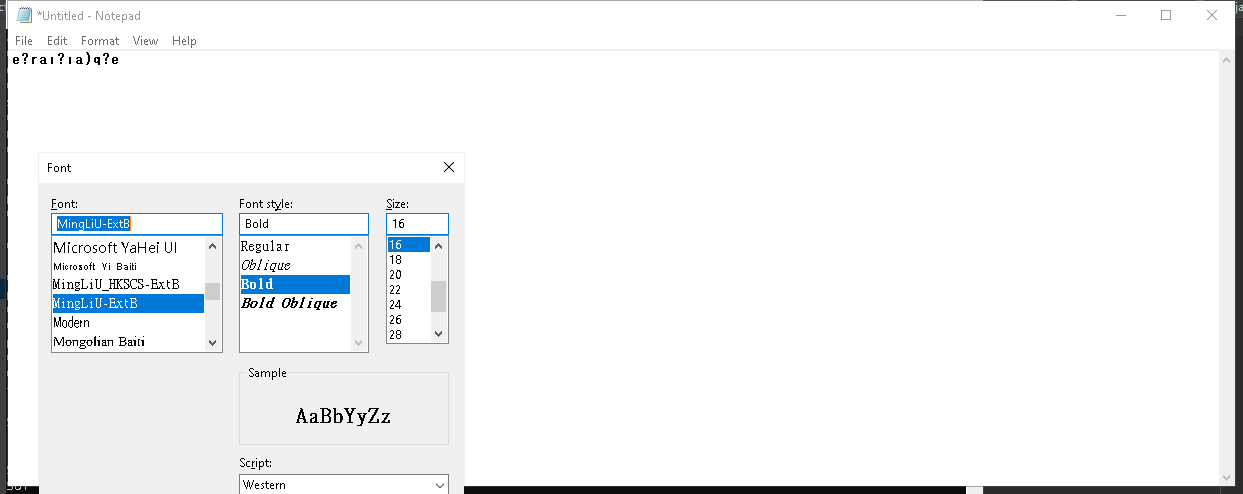 *Untitled - Notepad
File Edit Format View Help
e?raı?ıa)q?e
Font
Font: Font style: Size:
MingLiU-ExtB Bold 16
Microsoft YaHei UI Regular 16
Microsoft Yi Baiti Oblique 18
MingLiU_HKSCS-ExtB Bold 20
MingLiU-ExtB Bold Oblique 22
Modern 24
Mongolian Baiti 26
28
Sample
AaBbYyZz
Script:
Western